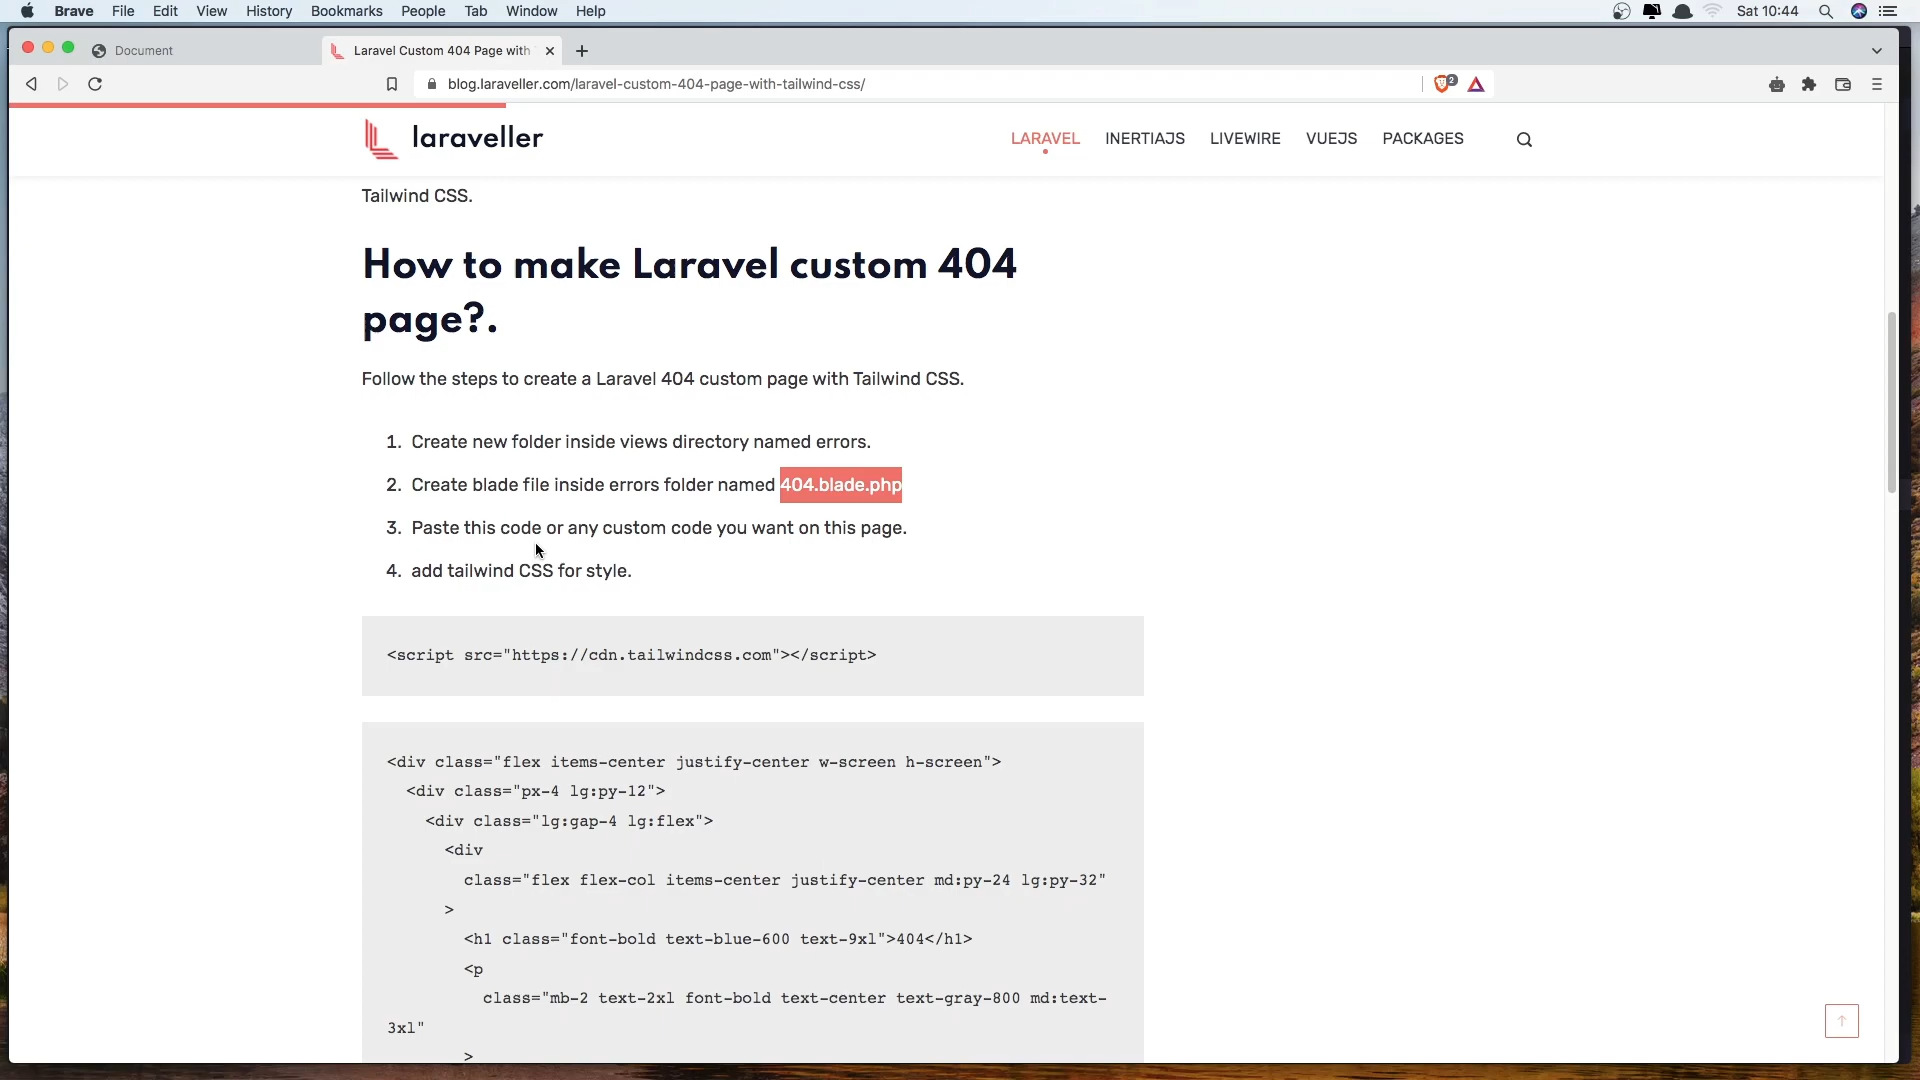 Brave File Edit View History Bookmarks People Tab Window Help Sat 10:44
Document Laravel Custom 404 Page with
blog.laraveller.com/laravel-custom-404-page-with-tailwind-css/ 2
laraveller LARAVEL INERTIAJS LIVEWIRE VUEJS PACKAGES
Tailwind CSS.
How to make Laravel custom 404
page?.
Follow the steps to create a Laravel 404 custom page with Tailwind CSS.
1. Create new folder inside views directory named errors.
2. Create blade file inside errors folder named 404.blade.php
3. Paste this code or any custom code you want on this page.
4. add tailwind CSS for style.
<script src="https://cdn.tailwindcss.com"></script>
<div class="flex items-center justify-center w-screen h-screen">
<div class="px-4 lg:py-12">
<div class="lg:gap-4 lg:flex">
<div
class="flex flex-col items-center justify-center md:py-24 lg:py-32"
>
<h1 class="font-bold text-blue-600 text-9xl">404</h1>
<p
class="mb-2 text-2xl font-bold text-center text-gray-800 md:text-
3xl"
>